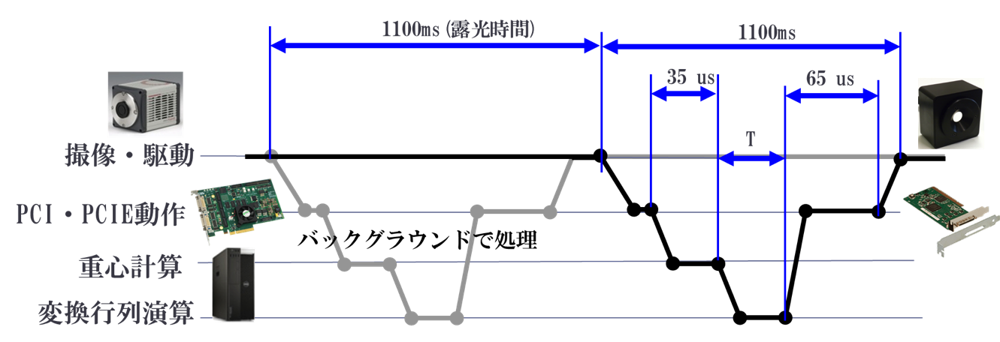 1100ms(露光時間)
1100ms
35 us
65 us
T
撮像・駆動
PCI・PCIE動作
バックグラウンドで処理
重心計算
変換行列演算